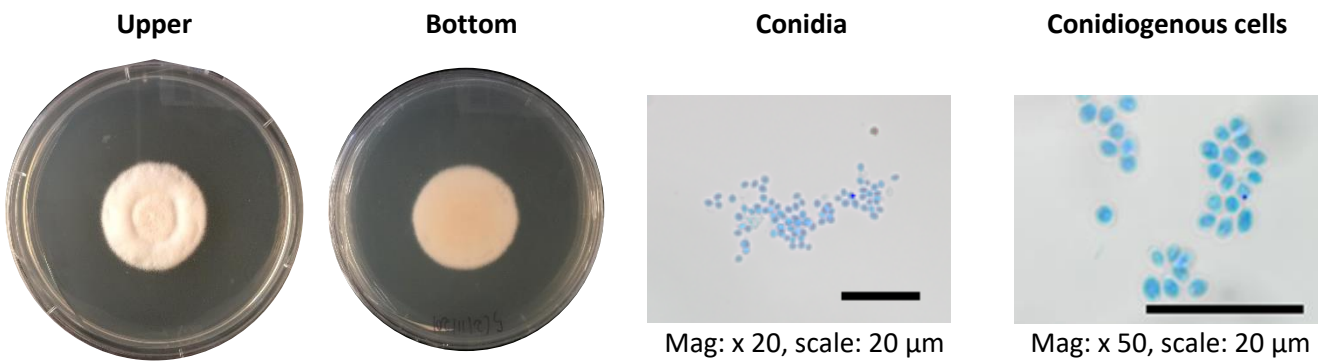 Upper
Bottom
Conidia
Conidiogenous cells
Mag: x 20, scale: 20 µm
Mag: x 50, scale: 20 µm